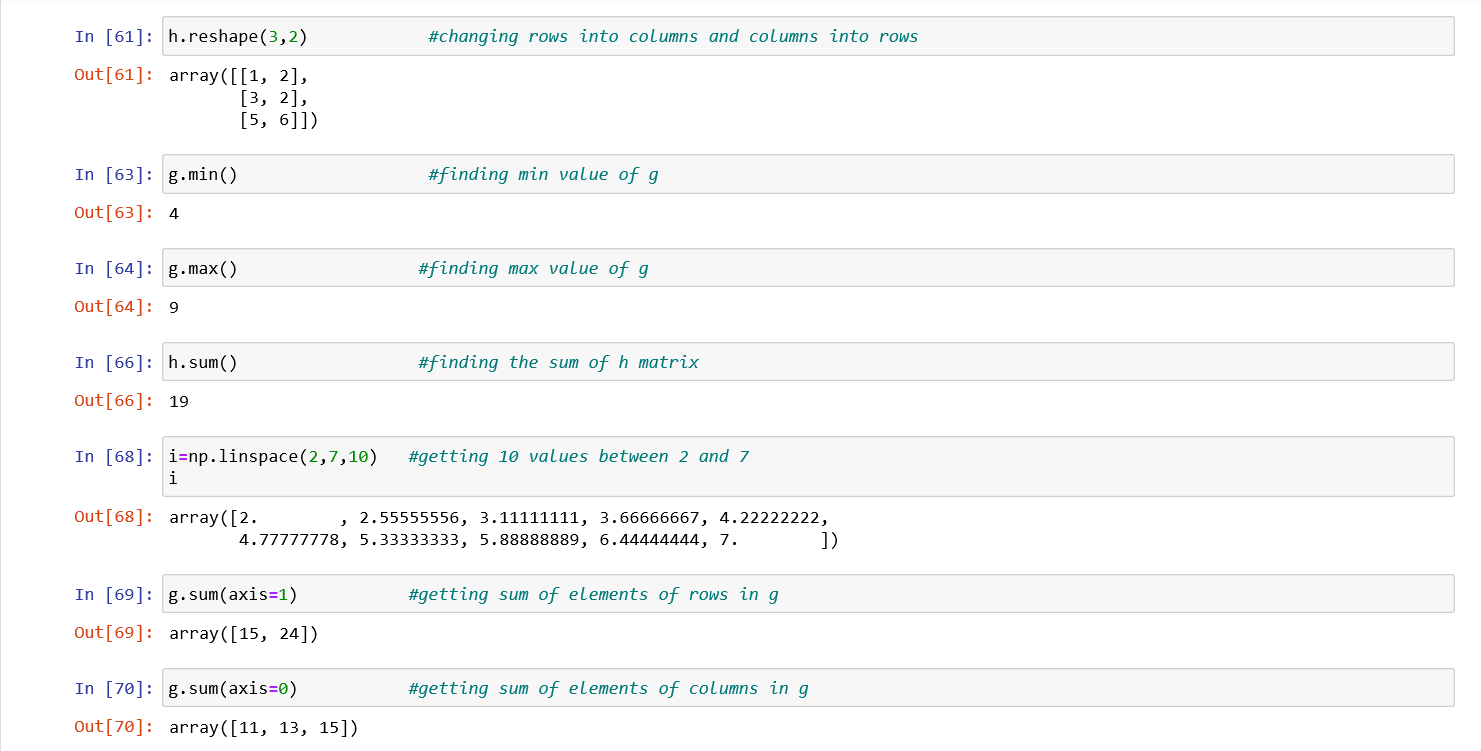 In [61]: h.reshape(3,2) #changing rows into columns and columns into rows
Out[61]: array([[1, 2],
[3, 2],
[5, 6]])
In [63]: g.min() #finding min value of g
Out[63]: 4
In [64]: g.max() #finding max value of g
Out[64]: 9
In [66]: h.sum() #finding the sum of h matrix
Out[66]: 19
In [68]: i=np.linspace(2,7,10) #getting 10 values between 2 and 7
i
Out[68]: array([2. , 2.55555556, 3.11111111, 3.66666667, 4.22222222,
4.77777778, 5.33333333, 5.88888889, 6.44444444, 7. ])
In [69]: g.sum(axis=1) #getting sum of elements of rows in g
Out[69]: array([15, 24])
In [70]: g.sum(axis=0) #getting sum of elements of columns in g
Out[70]: array([11, 13, 15])